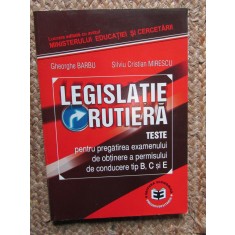 Lucrare editată cu avizul
MINISTERULUI EDUCAȚIEI ȘI CERCETĂRII
Gheorghe BARBU Silviu Cristian MIRESCU
LEGISLAȚIE
RUTIERĂ
TESTE
pentru pregătirea examenului
de obținere a permisului
de conducere tip B, C și E